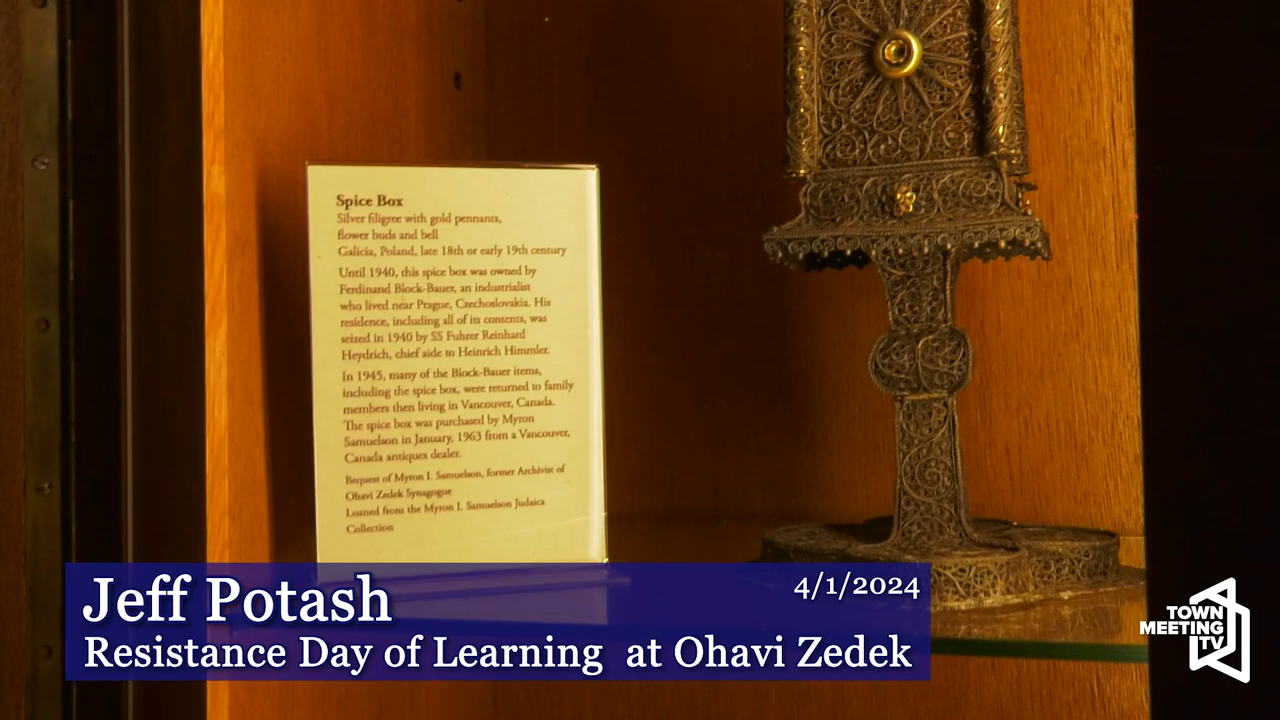 Spice Box
Silver filigree with gold pennants,
flower buds and bell
Galicia, Poland, late 18th or early 19th century
Until 1940, this spice box was owned by
Ferdinand Block-Bauer, an industrialist
who lived near Prague, Czechoslovakia. His
residence, including all of its contents, was
seized in 1940 by SS Fuhrer Reinhard
Heydrich, chief aide to Heinrich Himmler.
In 1945, many of the Block-Bauer items,
including the spice box, were returned to family
members then living in Vancouver, Canada.
The spice box was purchased by Myron
Samuelson in January, 1963 from a Vancouver,
Canada antiques dealer.
Bequest of Myron I. Samuelson, former Archivist of
Ohavi Zedek Synagogue
Loaned from the Myron I. Samuelson Judaica
Collection
Jeff Potash
4/1/2024
Resistance Day of Learning at Ohavi Zedek
TOWN
MEETING
TV